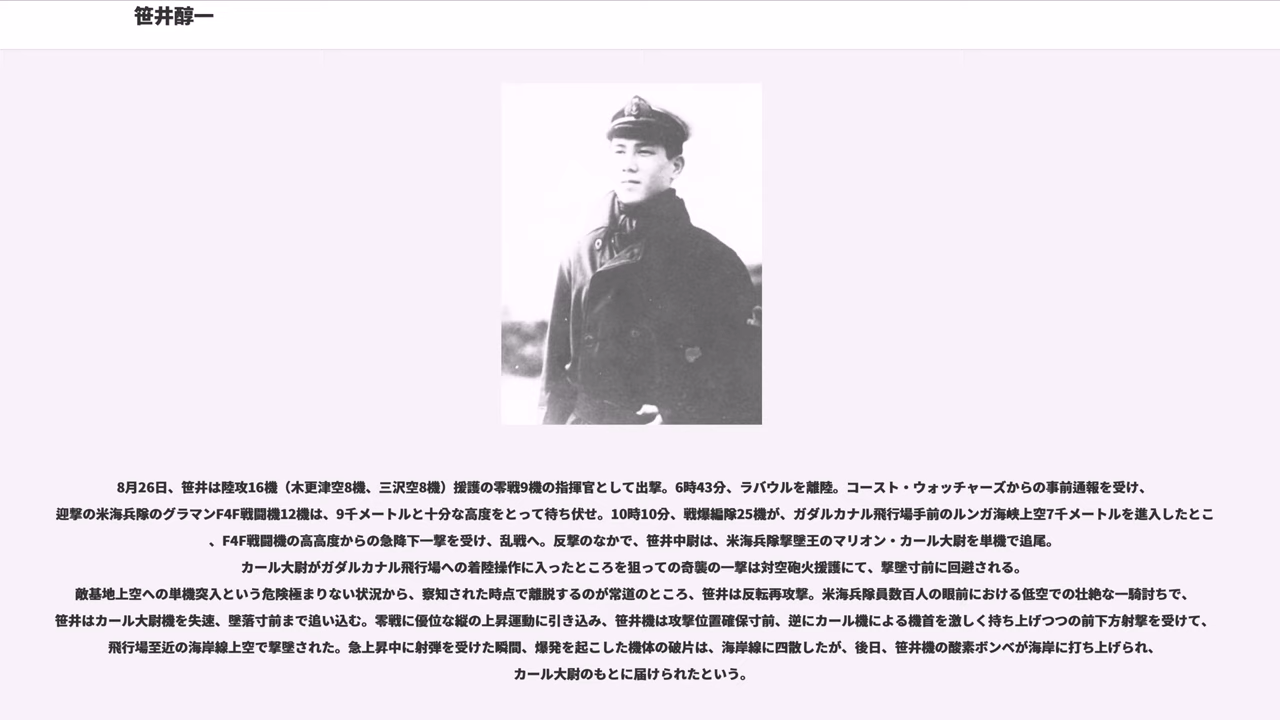 笹井醇一
8月26日、笹井は陸攻16機（木更津空8機、三沢空8機）援護の零戦9機の指揮官として出撃。6時43分、ラバウルを離陸。コースト・ウォッチャーズからの事前通報を受け、
迎撃の米海兵隊のグラマンF4F戦闘機12機は、9千メートルと十分な高度をとって待ち伏せ。10時10分、戦爆編隊25機が、ガダルカナル飛行場手前のルンガ海峡上空7千メートルを進入したとこ
、F4F戦闘機の高高度からの急降下一撃を受け、乱戦へ。反撃のなかで、笹井中尉は、米海兵隊撃墜王のマリオン・カール大尉を単機で追尾。
カール大尉がガダルカナル飛行場への着陸操作に入ったところを狙っての奇襲の一撃は対空砲火援護にて、撃墜寸前に回避される。
敵基地上空への単機突入という危険極まりない状況から、察知された時点で離脱するのが常道のところ、笹井は反転再攻撃。米海兵隊員数百人の眼前における低空での壮絶な一騎討ちで、
笹井はカール大尉機を失速、墜落寸前まで追い込む。零戦に優位な縦の上昇運動に引き込み、笹井機は攻撃位置確保寸前、逆にカール機による機首を激しく持ち上げつつの前下方射撃を受けて、
飛行場至近の海岸線上空で撃墜された。急上昇中に射弾を受けた瞬間、爆発を起こした機体の破片は、海岸線に四散したが、後日、笹井機の酸素ボンベが海岸に打ち上げられ、
カール大尉のもとに届けられたという。